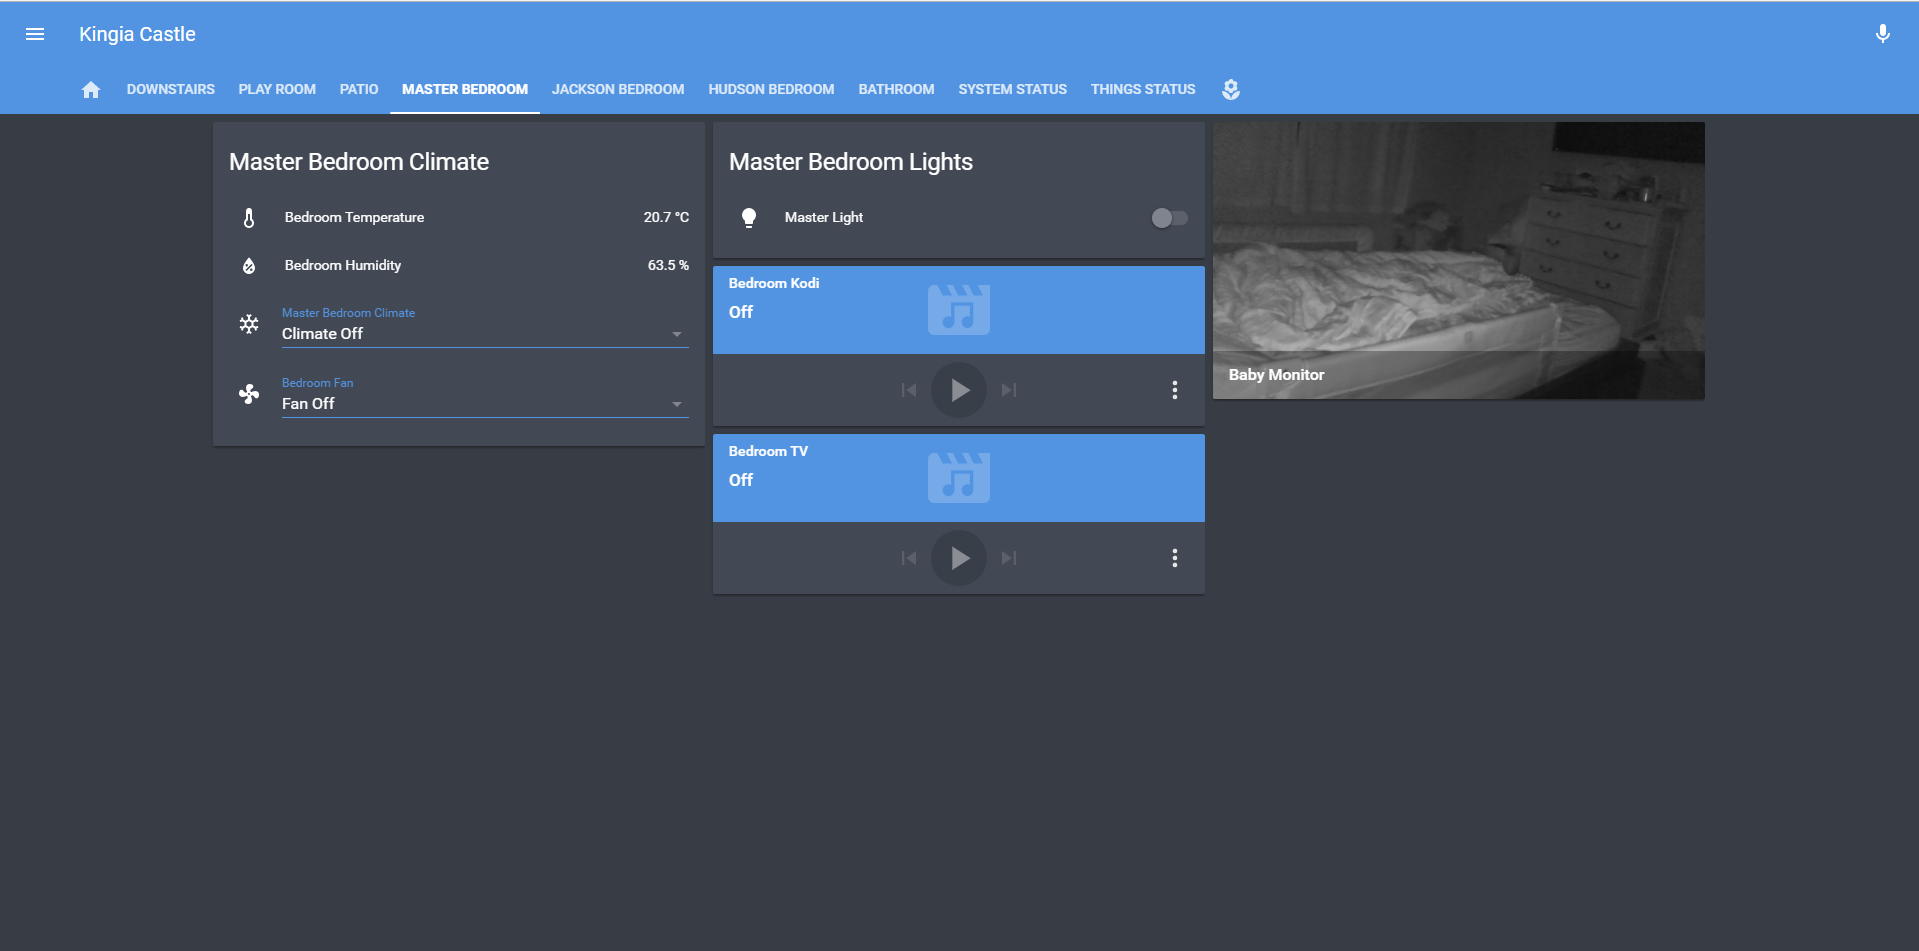 Kingia Castle
DOWNSTAIRS PLAY ROOM PATIO MASTER BEDROOM JACKSON BEDROOM HUDSON BEDROOM BATHROOM SYSTEM STATUS THINGS STATUS
Master Bedroom Climate
Bedroom Temperature 20.7 °C
Bedroom Humidity 63.5 %
Master Bedroom Climate
Climate Off
Bedroom Fan
Fan Off
Master Bedroom Lights
Master Light
Bedroom Kodi
Off
Bedroom TV
Off
Baby Monitor